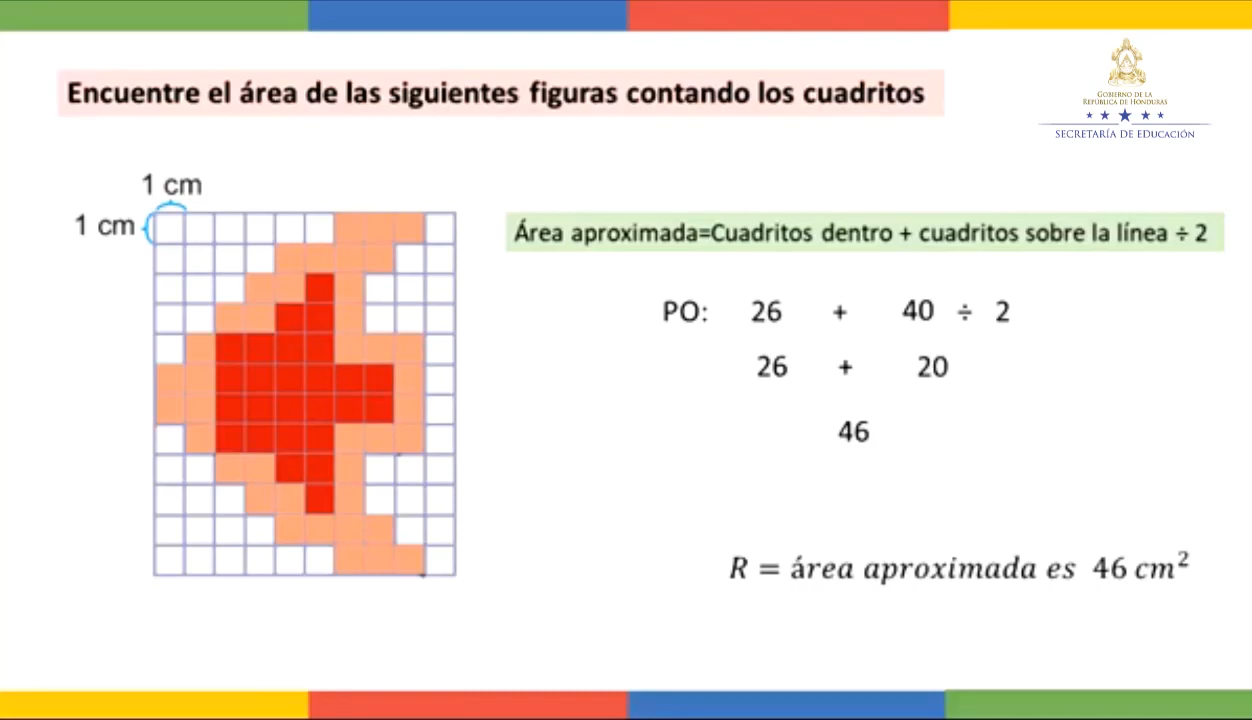 Encuentre el área de las siguientes figuras contando los cuadritos
GOBIERNO DE LA
REPÚBLICA DE HONDURAS
SECRETARÍA DE EDUCACIÓN
1 cm
1 cm
Área aproximada=Cuadritos dentro + cuadritos sobre la línea ÷ 2
PO: 26 + 40 ÷ 2
26 + 20
46
R = área aproximada es 46 cm²